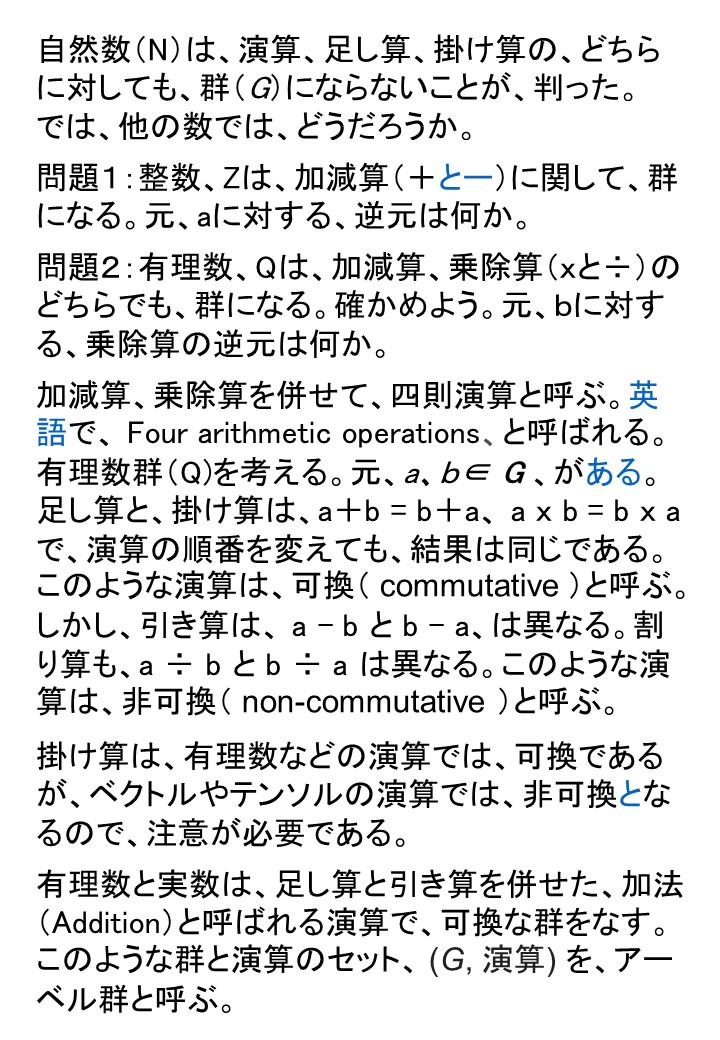 自然数（N）は、演算、足し算、掛け算の、どちら
に対しても、群（G）にならないことが、判った。
では、他の数では、どうだろうか。
問題１：整数、Zは、加減算（＋と－）に関して、群
になる。元、aに対する、逆元は何か。
問題２：有理数、Qは、加減算、乗除算（xと÷）の
どちらでも、群になる。確かめよう。元、bに対す
る、乗除算の逆元は何か。
加減算、乗除算を併せて、四則演算と呼ぶ。英
語で、Four arithmetic operations、と呼ばれる。
有理数群（Q)を考える。元、a、b∈ G 、がある。
足し算と、掛け算は、a＋b = b＋a、 a x b = b x a
で、演算の順番を変えても、結果は同じである。
このような演算は、可換（ commutative ）と呼ぶ。
しかし、引き算は、 a － b と b － a、は異なる。割
り算も、a ÷ b と b ÷ a は異なる。このような演
算は、非可換（ non-commutative ）と呼ぶ。
掛け算は、有理数などの演算では、可換である
が、ベクトルやテンソルの演算では、非可換とな
るので、注意が必要である。
有理数と実数は、足し算と引き算を併せた、加法
（Addition）と呼ばれる演算で、可換な群をなす。
このような群と演算のセット、 (G, 演算) を、アー
ベル群と呼ぶ。